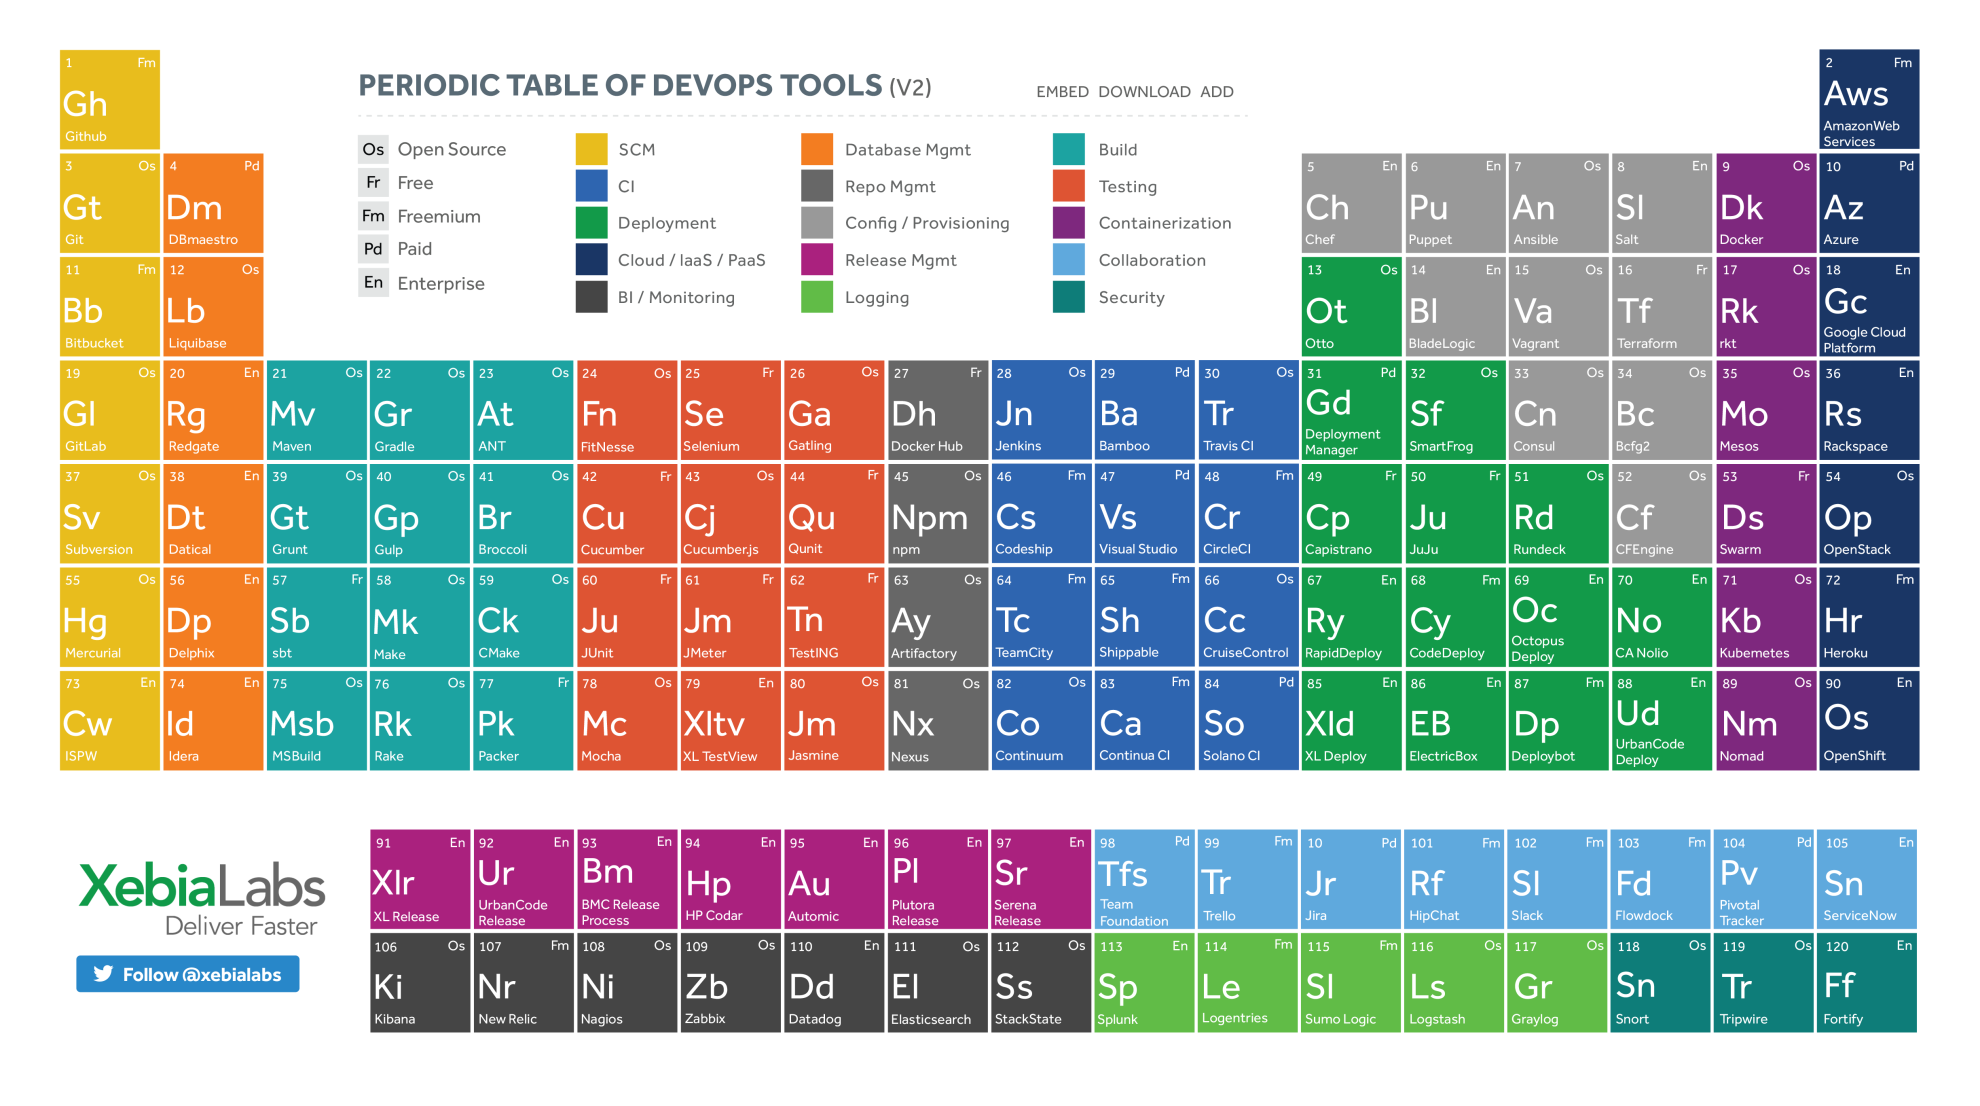 PERIODIC TABLE OF DEVOPS TOOLS (V2)
EMBED DOWNLOAD ADD
Os Open Source
Fr Free
Fm Freemium
Pd Paid
En Enterprise
SCM
CI
Deployment
Cloud / IaaS / PaaS
BI / Monitoring
Database Mgmt
Repo Mgmt
Config / Provisioning
Release Mgmt
Logging
Build
Testing
Containerization
Collaboration
Security
1 Fm
Gh
Github
2 Fm
Aws
AmazonWeb
Services
3 Os
Gt
Git
4 Pd
Dm
DBmaestro
5 En
Ch
Chef
6 En
Pu
Puppet
7 Os
An
Ansible
8 En
Sl
Salt
9 Os
Dk
Docker
10 Pd
Az
Azure
11 Fm
Bb
Bitbucket
12 Os
Lb
Liquibase
13 Os
Ot
Otto
14 En
Bl
BladeLogic
15 Os
Va
Vagrant
16 Fr
Tf
Terraform
17 Os
Rk
rkt
18 En
Gc
Google Cloud
Platform
19 Os
Gl
GitLab
20 En
Rg
Redgate
21 Os
Mv
Maven
22 Os
Gr
Gradle
23 Os
At
ANT
24 Os
Fn
FitNesse
25 Fr
Se
Selenium
26 Os
Ga
Gatling
27 Fr
Dh
Docker Hub
28 Os
Jn
Jenkins
29 Pd
Ba
Bamboo
30 Os
Tr
Travis CI
31 Pd
Gd
Deployment
Manager
32 Os
Sf
SmartFrog
33 Os
Cn
Consul
34 Os
Bc
Bcfg2
35 Os
Mo
Mesos
36 En
Rs
Rackspace
37 Os
Sv
Subversion
38 En
Dt
Datical
39 Os
Gt
Grunt
40 Os
Gp
Gulp
41 Os
Br
Broccoli
42 Fr
Cu
Cucumber
43 Os
Cj
Cucumber.js
44 Fr
Qu
Qunit
45 Os
Npm
npm
46 Fm
Cs
Codeship
47 Pd
Vs
Visual Studio
48 Fm
Cr
CircleCI
49 Fr
Cp
Capistrano
50 Fr
Ju
JuJu
51 Os
Rd
Rundeck
52 Os
Cf
CFEngine
53 Fr
Ds
Swarm
54 Os
Op
OpenStack
55 Os
Hg
Mercurial
56 En
Dp
Delphix
57 Fr
Sb
sbt
58 Os
Mk
Make
59 Os
Ck
CMake
60 Fr
Ju
JUnit
61 Fr
Jm
JMeter
62 Fr
Tn
TestING
63 Os
Ay
Artifactory
64 Fm
Tc
TeamCity
65 Fm
Sh
Shippable
66 Os
Cc
CruiseControl
67 En
Ry
RapidDeploy
68 Fm
Cy
CodeDeploy
69 En
Oc
Octopus
Deploy
70 En
No
CA Nolio
71 Os
Kb
Kubemetes
72 Fm
Hr
Heroku
73 En
Cw
ISPW
74 En
Id
Idera
75 Os
Msb
MSBuild
76 Os
Rk
Rake
77 Fr
Pk
Packer
78 Os
Mc
Mocha
79 En
Xltv
XL TestView
80 Os
Jm
Jasmine
81 Os
Nx
Nexus
82 Os
Co
Continuum
83 Fm
Ca
Continua CI
84 Pd
So
Solano CI
85 En
Xld
XL Deploy
86 En
EB
ElectricBox
87 Fm
Dp
Deploybot
88 En
Ud
UrbanCode
Deploy
89 Os
Nm
Nomad
90 En
Os
OpenShift
XebiaLabs
Deliver Faster
Follow @xebialabs
91 En
Xlr
XL Release
92 En
Ur
UrbanCode
Release
93 En
Bm
BMC Release
Process
94 En
Hp
HP Codar
95 En
Au
Automic
96 En
Pl
Plutora
Release
97 En
Sr
Serena
Release
98 Pd
Tfs
Team
Foundation
99 Fm
Tr
Trello
10 Pd
Jr
Jira
101 Fm
Rf
HipChat
102 Fm
Sl
Slack
103 Fm
Fd
Flowdock
104 Pd
Pv
Pivotal
Tracker
105 En
Sn
ServiceNow
106 Os
Ki
Kibana
107 Fm
Nr
New Relic
108 Os
Ni
Nagios
109 Os
Zb
Zabbix
110 En
Dd
Datadog
111 Os
El
Elasticsearch
112 Os
Ss
StackState
113 En
Sp
Splunk
114 Fm
Le
Logentries
115 Fm
Sl
Sumo Logic
116 Os
Ls
Logstash
117 Os
Gr
Graylog
118 Os
Sn
Snort
119 Os
Tr
Tripwire
120 En
Ff
Fortify